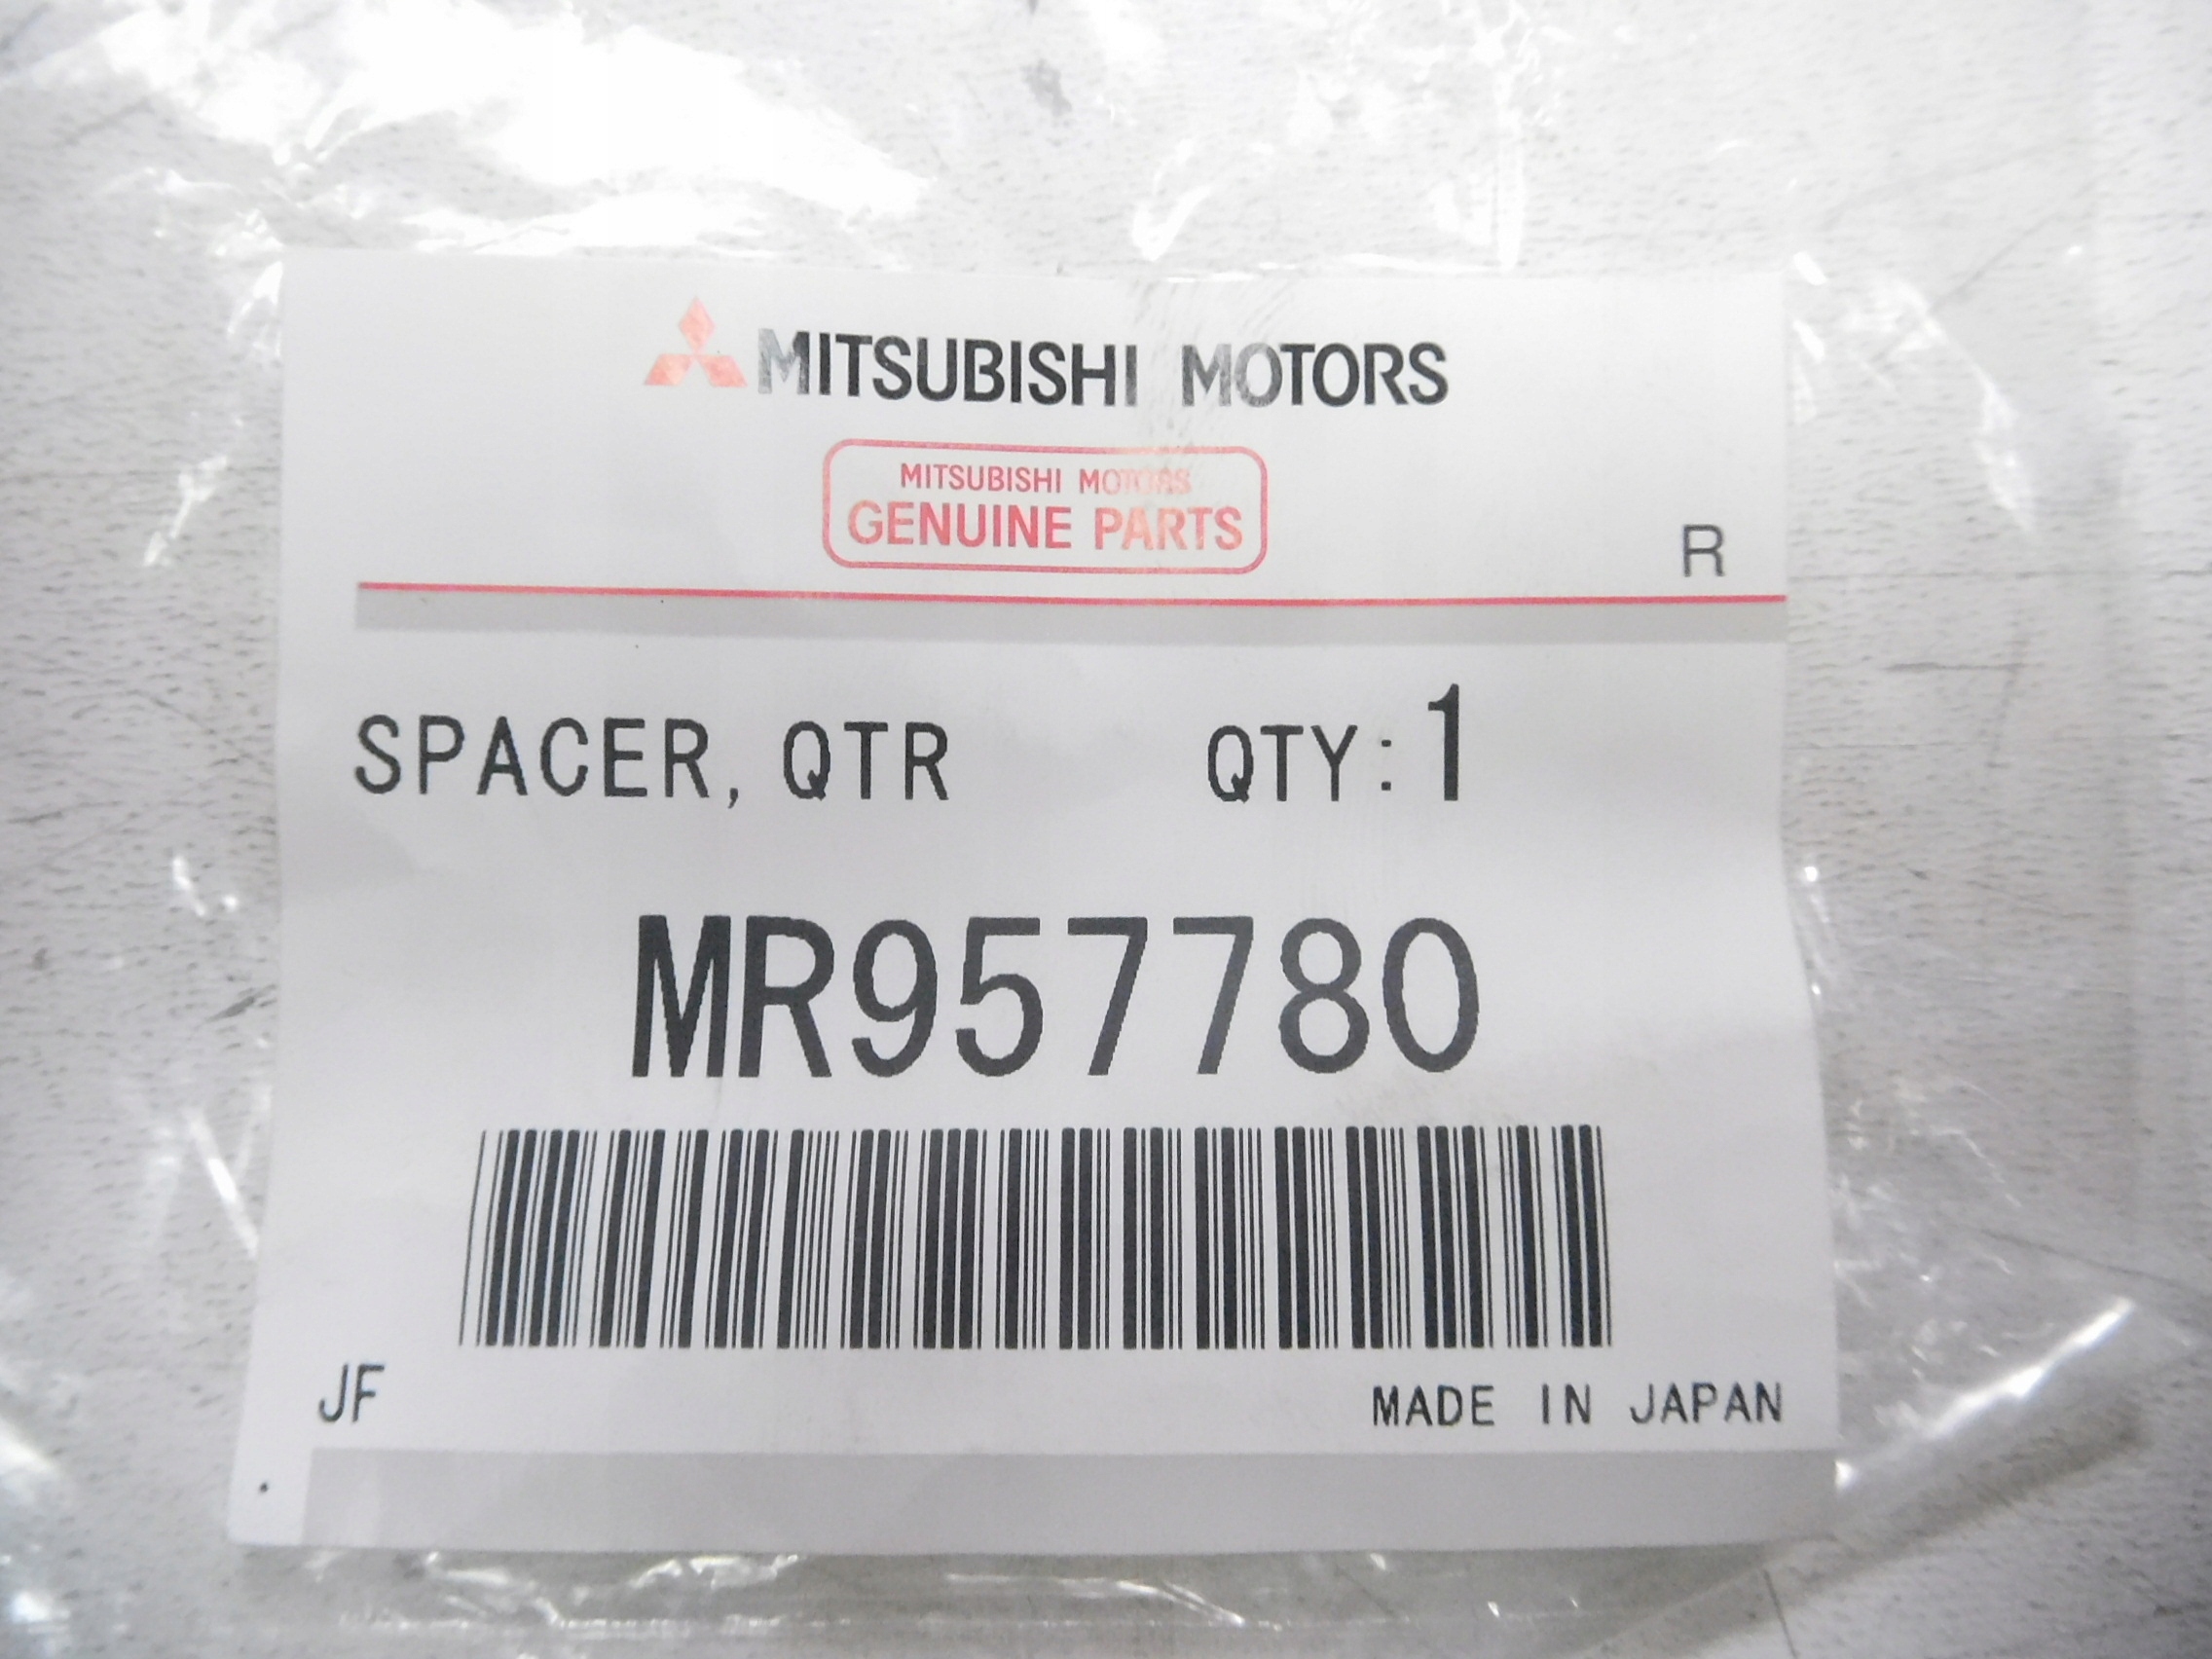 MITSUBISHI MOTORS
MITSUBISHI MOTORS
GENUINE PARTS
R
SPACER, QTR QTY:1
MR957780
JF MADE IN JAPAN